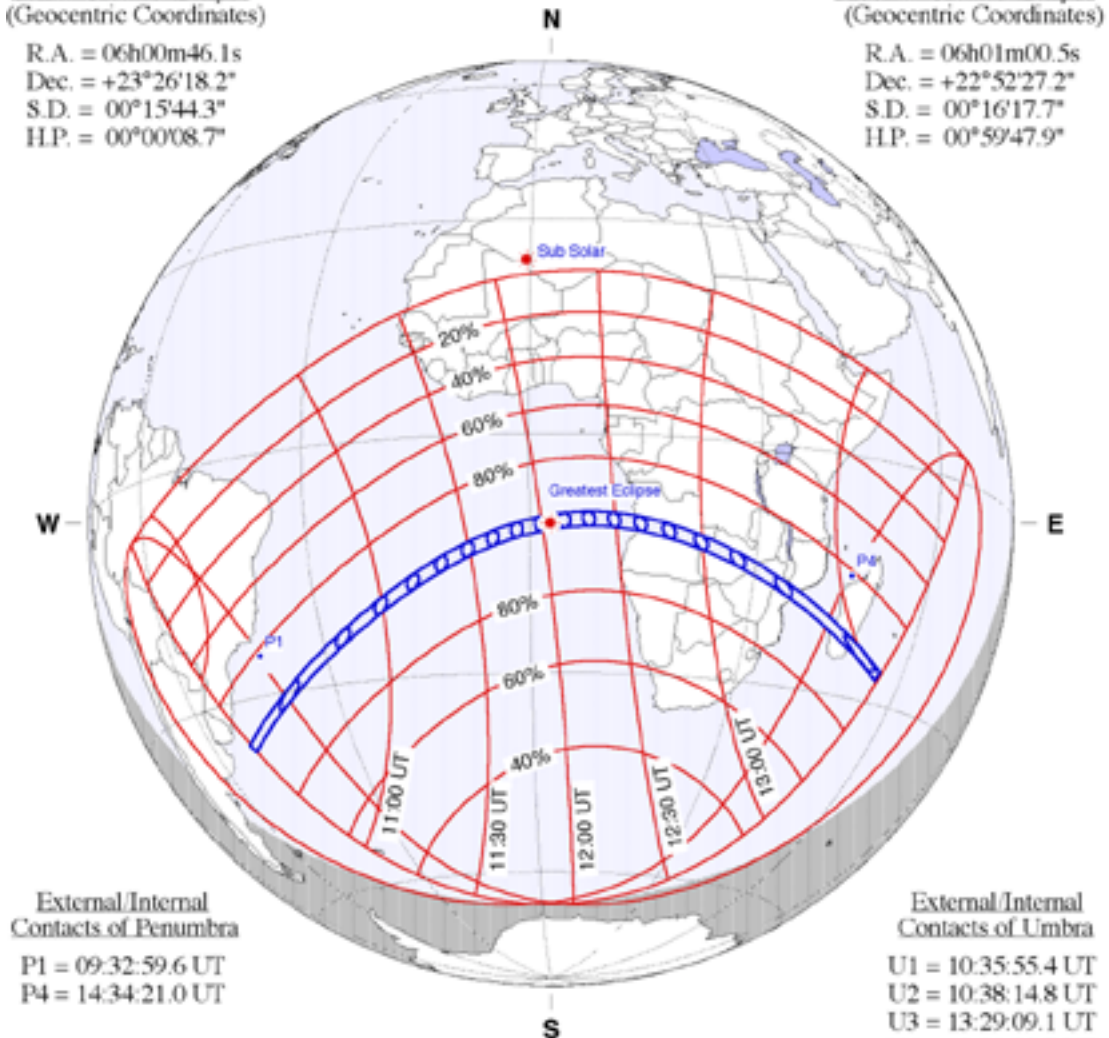 (Geocentric Coordinates)
R.A. = 06h00m46.1s
Dec. = +23°26'18.2"
S.D. = 00°15'44.3"
H.P. = 00°00'08.7"
N
(Geocentric Coordinates)
R.A. = 06h01m00.5s
Dec. = +22°52'27.2"
S.D. = 00°16'17.7"
H.P. = 00°59'47.9"
Sub Solar
20%
40%
60%
80%
Greatest Eclipse
W
E
P4
P1
80%
60%
40%
11:00 UT
11:30 UT
12:00 UT
12:30 UT
13:00 UT
External/Internal
Contacts of Penumbra
P1 = 09:32:59.6 UT
P4 = 14:34:21.0 UT
S
External/Internal
Contacts of Umbra
U1 = 10:35:55.4 UT
U2 = 10:38:14.8 UT
U3 = 13:29:09.1 UT